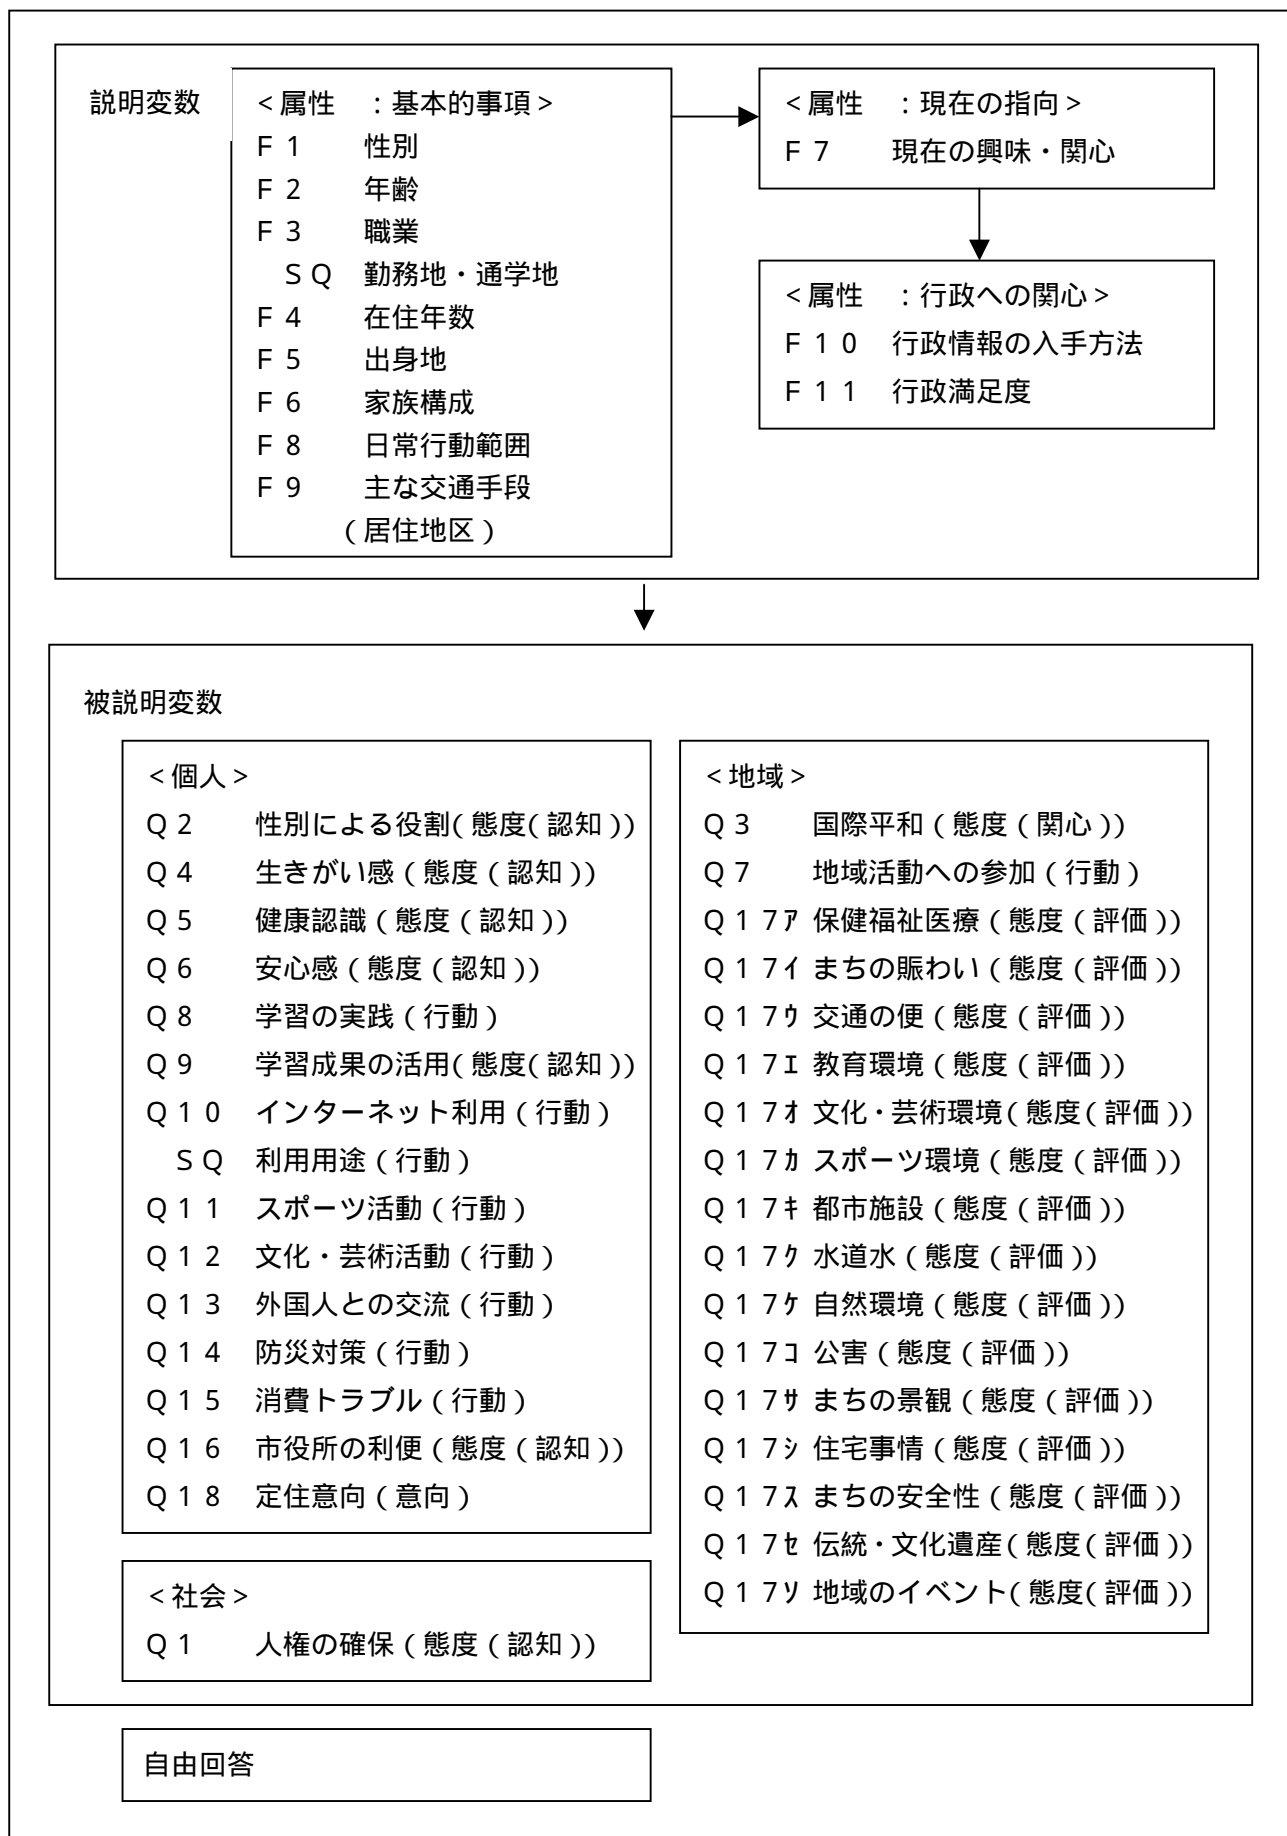 説明変数
<属性　：基本的事項>
Ｆ１　　性別
Ｆ２　　年齢
Ｆ３　　職業
ＳＱ　勤務地・通学地
Ｆ４　　在住年数
Ｆ５　　出身地
Ｆ６　　家族構成
Ｆ８　　日常行動範囲
Ｆ９　　主な交通手段
（居住地区）
<属性　：現在の指向>
Ｆ７　　現在の興味・関心
<属性　：行政への関心>
Ｆ１０　行政情報の入手方法
Ｆ１１　行政満足度
被説明変数
<個人>
Ｑ２　　性別による役割(態度(認知))
Ｑ４　　生きがい感（態度（認知））
Ｑ５　　健康認識（態度（認知））
Ｑ６　　安心感（態度（認知））
Ｑ８　　学習の実践（行動）
Ｑ９　　学習成果の活用(態度(認知))
Ｑ１０　インターネット利用（行動）
ＳＱ　利用用途（行動）
Ｑ１１　スポーツ活動（行動）
Ｑ１２　文化・芸術活動（行動）
Ｑ１３　外国人との交流（行動）
Ｑ１４　防災対策（行動）
Ｑ１５　消費トラブル（行動）
Ｑ１６　市役所の利便（態度（認知））
Ｑ１８　定住意向（意向）
<社会>
Ｑ１　　人権の確保（態度（認知））
<地域>
Ｑ３　　国際平和（態度（関心））
Ｑ７　　地域活動への参加（行動）
Ｑ１７ｱ 保健福祉医療（態度（評価））
Ｑ１７ｲ まちの賑わい（態度（評価））
Ｑ１７ｳ 交通の便（態度（評価））
Ｑ１７ｴ 教育環境（態度（評価））
Ｑ１７ｵ 文化・芸術環境(態度(評価))
Ｑ１７ｶ スポーツ環境（態度（評価））
Ｑ１７ｷ 都市施設（態度（評価））
Ｑ１７ｸ 水道水（態度（評価））
Ｑ１７ｹ 自然環境（態度（評価））
Ｑ１７ｺ 公害（態度（評価））
Ｑ１７ｻ まちの景観（態度（評価））
Ｑ１７ｼ 住宅事情（態度（評価））
Ｑ１７ｽ まちの安全性（態度（評価））
Ｑ１７ｾ 伝統・文化遺産(態度(評価))
Ｑ１７ｿ 地域のイベント(態度(評価))
自由回答